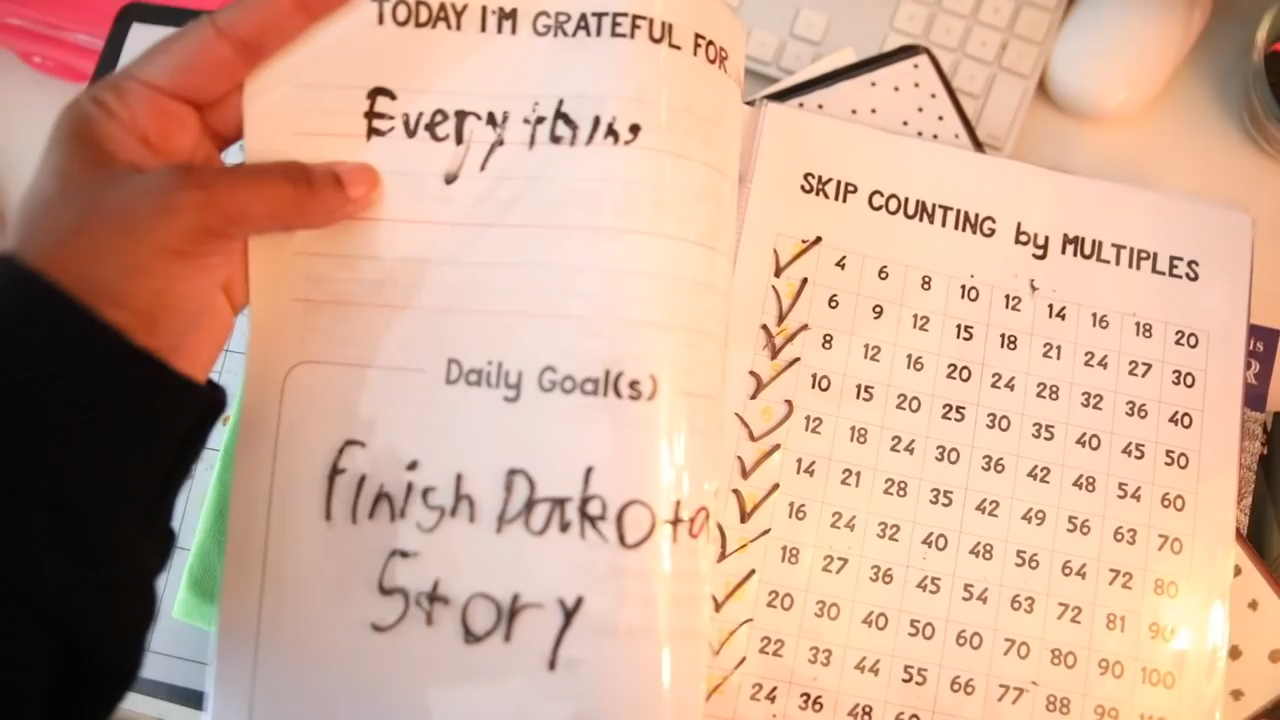 TODAY I'M GRATEFUL FOR...
Everything
Daily Goal(s)
Finish Dakota
Story
SKIP COUNTING by MULTIPLES
4 6 8 10 12 14 16 18 20
6 9 12 15 18 21 24 27 30
8 12 16 20 24 28 32 36 40
10 15 20 25 30 35 40 45 50
6 12 18 24 30 36 42 48 54 60
14 21 28 35 42 49 56 63 70
16 24 32 40 48 56 64 72 80
18 27 36 45 54 63 72 81 90
20 30 40 50 60 70 80 90 100
22 33 44 55 66 77 88 99
24 36 48 60
is
R